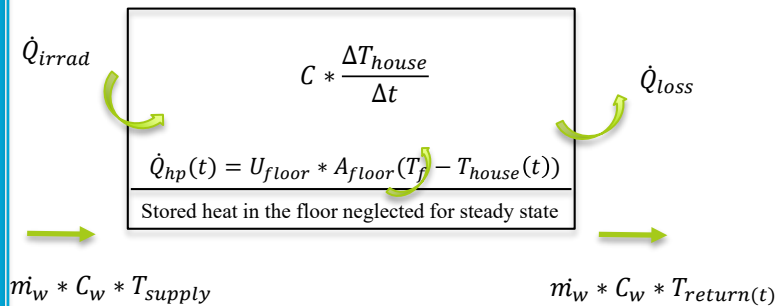 Q̇_irrad
C * ΔT_house / Δt
Q̇_loss
Q̇_hp(t) = U_floor * A_floor(T_f − T_house(t))
Stored heat in the floor neglected for steady state
ṁ_w * C_w * T_supply
ṁ_w * C_w * T_return(t)